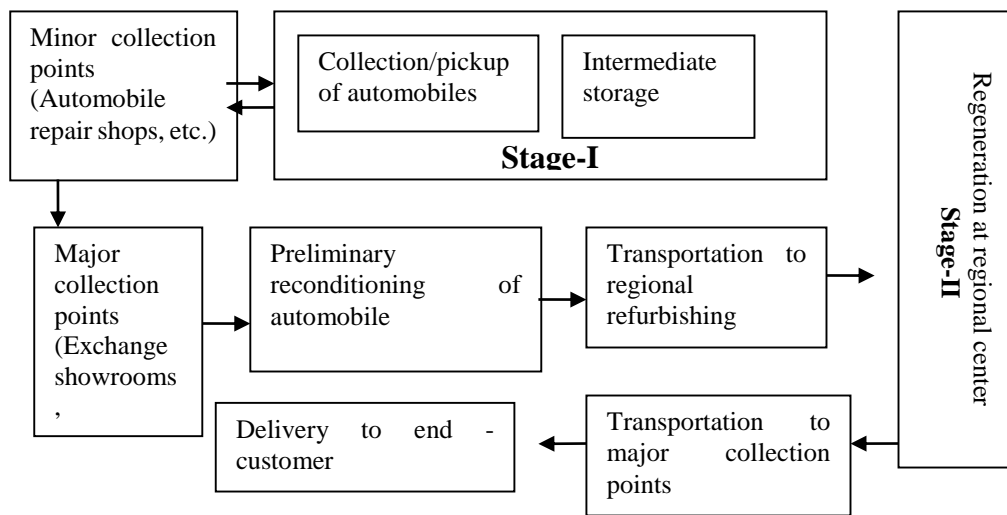 Minor collection
points
(Automobile
repair shops, etc.)
Collection/pickup
of automobiles
Intermediate
storage
Stage-I
Regeneration at regional center
Stage-II
Major
collection
points
(Exchange
showrooms
,
Preliminary
reconditioning of
automobile
Transportation to
regional
refurbishing
Delivery to end -
customer
Transportation to
major collection
points